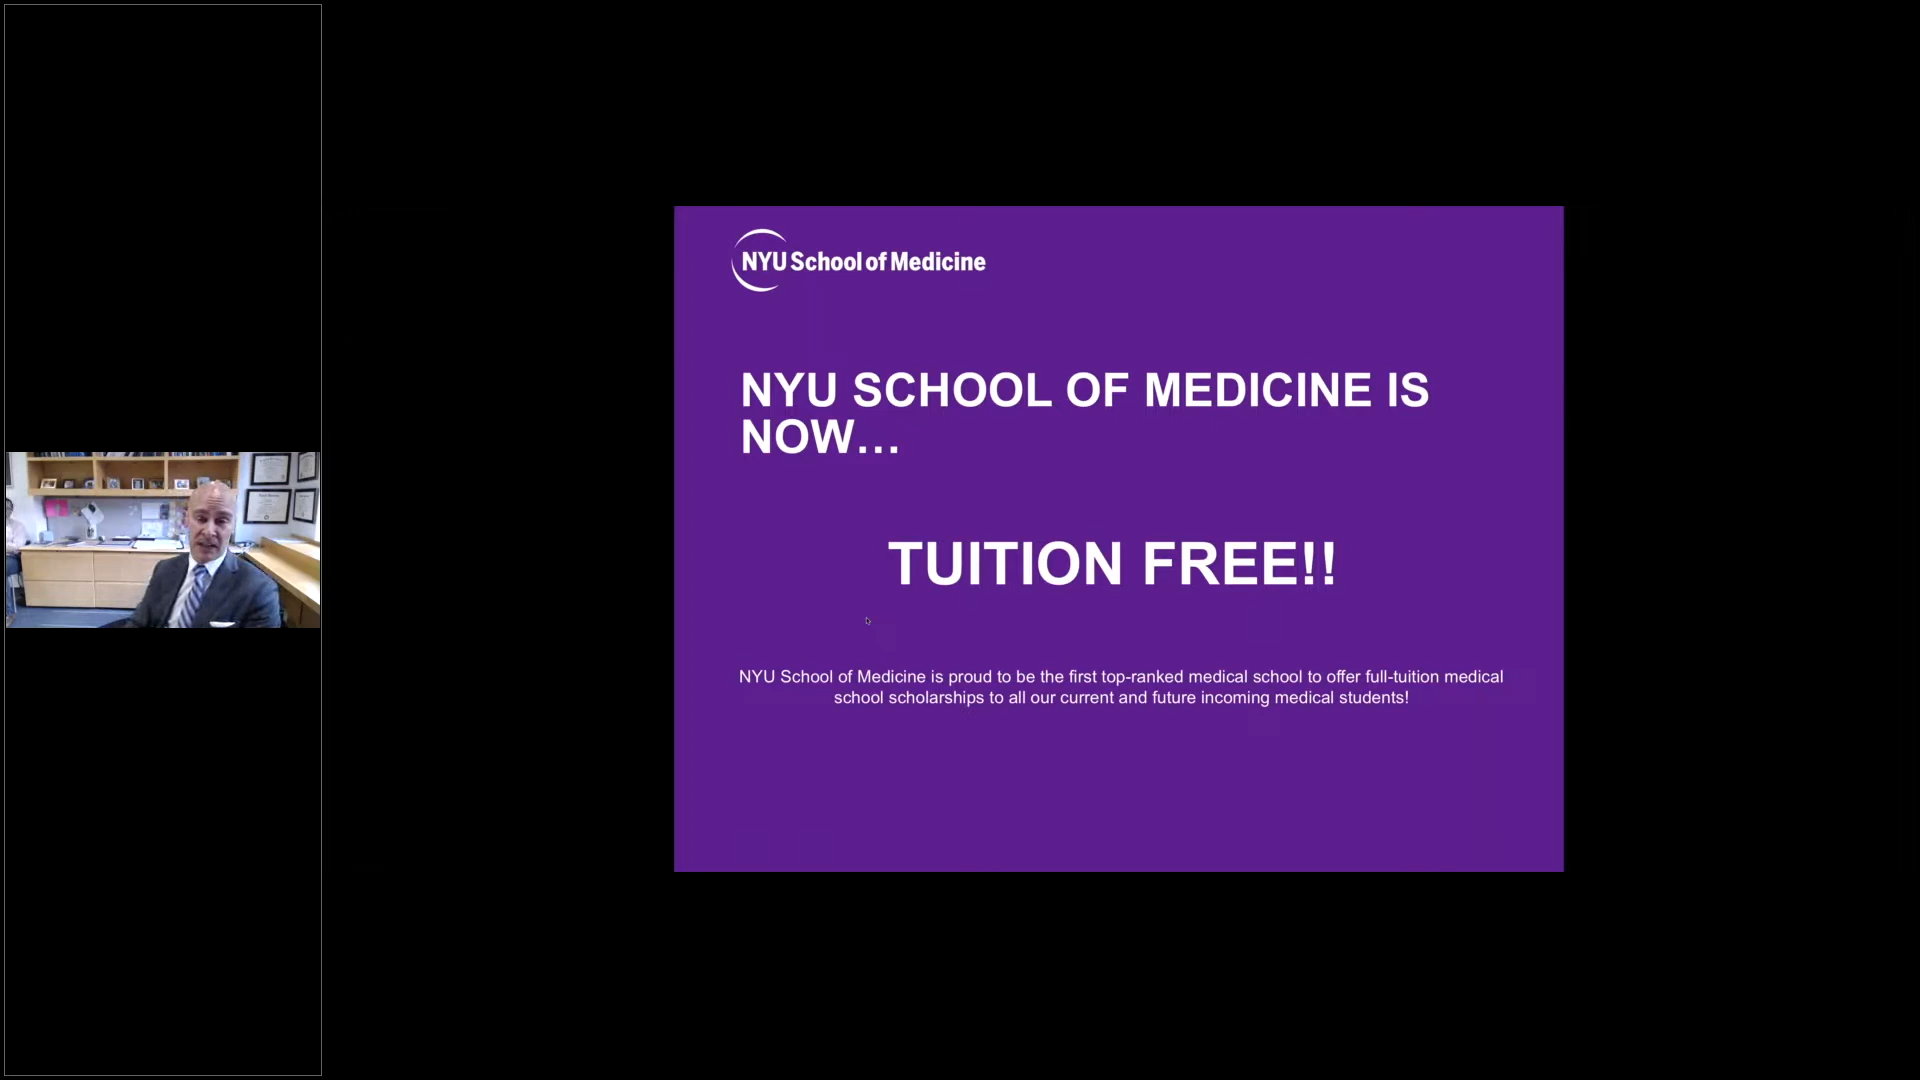 NYU School of Medicine
NYU SCHOOL OF MEDICINE IS
NOW...
TUITION FREE!!
NYU School of Medicine is proud to be the first top-ranked medical school to offer full-tuition medical
school scholarships to all our current and future incoming medical students!